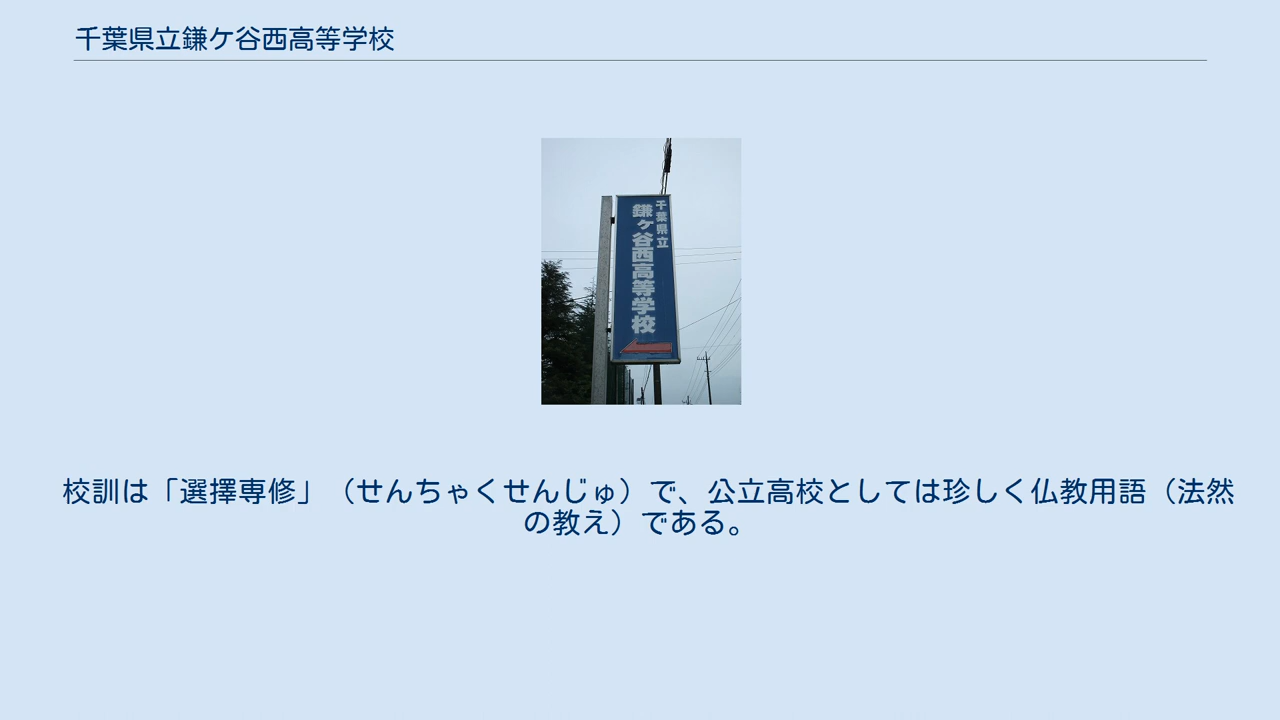 千葉県立鎌ケ谷西高等学校
千葉県立
鎌ヶ谷西高等学校
校訓は「選擇専修」（せんちゃくせんじゅ）で、公立高校としては珍しく仏教用語（法然
の教え）である。